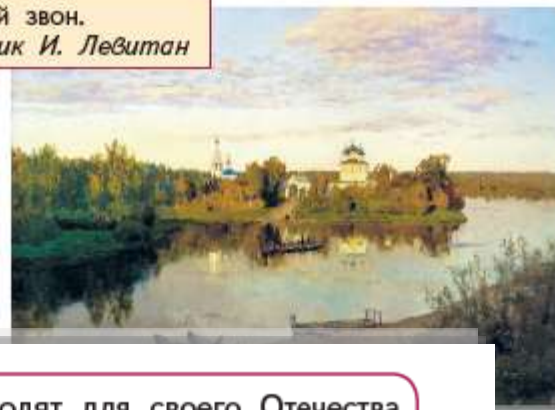 й звон.
ик И. Левитан
одят для своего Отечества